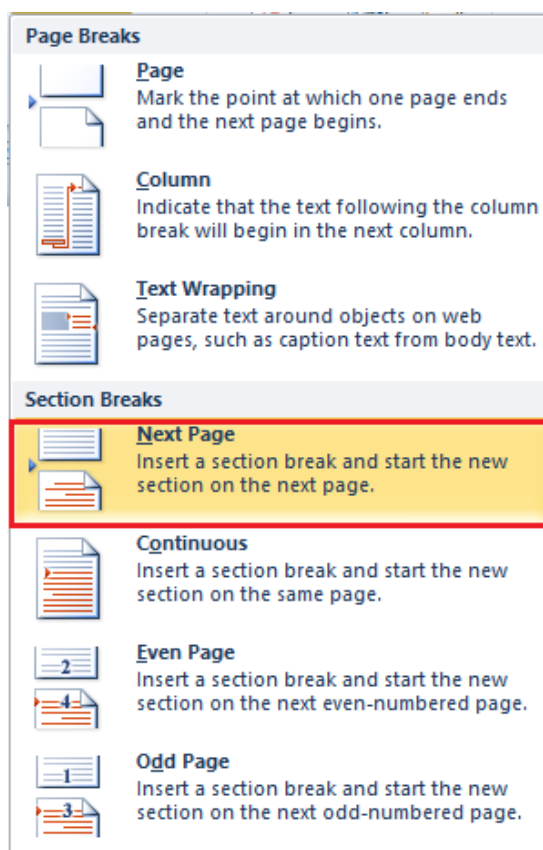 Page Breaks
Page
Mark the point at which one page ends
and the next page begins.
Column
Indicate that the text following the column
break will begin in the next column.
Text Wrapping
Separate text around objects on web
pages, such as caption text from body text.
Section Breaks
Next Page
Insert a section break and start the new
section on the next page.
Continuous
Insert a section break and start the new
section on the same page.
2
Even Page
Insert a section break and start the new
4
section on the next even-numbered page.
1
Odd Page
Insert a section break and start the new
3
section on the next odd-numbered page.